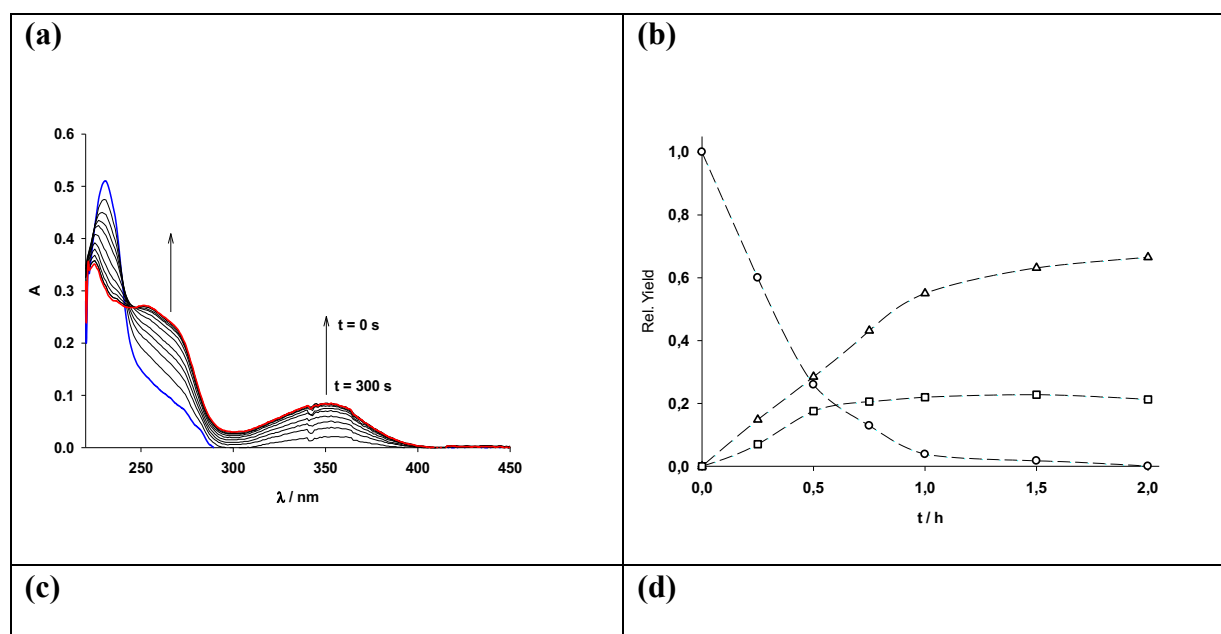 (a)
(b)
0.6
0.5
0.4
0.3
0.2
0.1
0.0
A
t = 0 s
t = 300 s
250
300
350
400
450
λ / nm
1,0
0,8
0,6
0,4
0,2
0,0
Rel. Yield
0,0
0,5
1,0
1,5
2,0
t / h
(c)
(d)